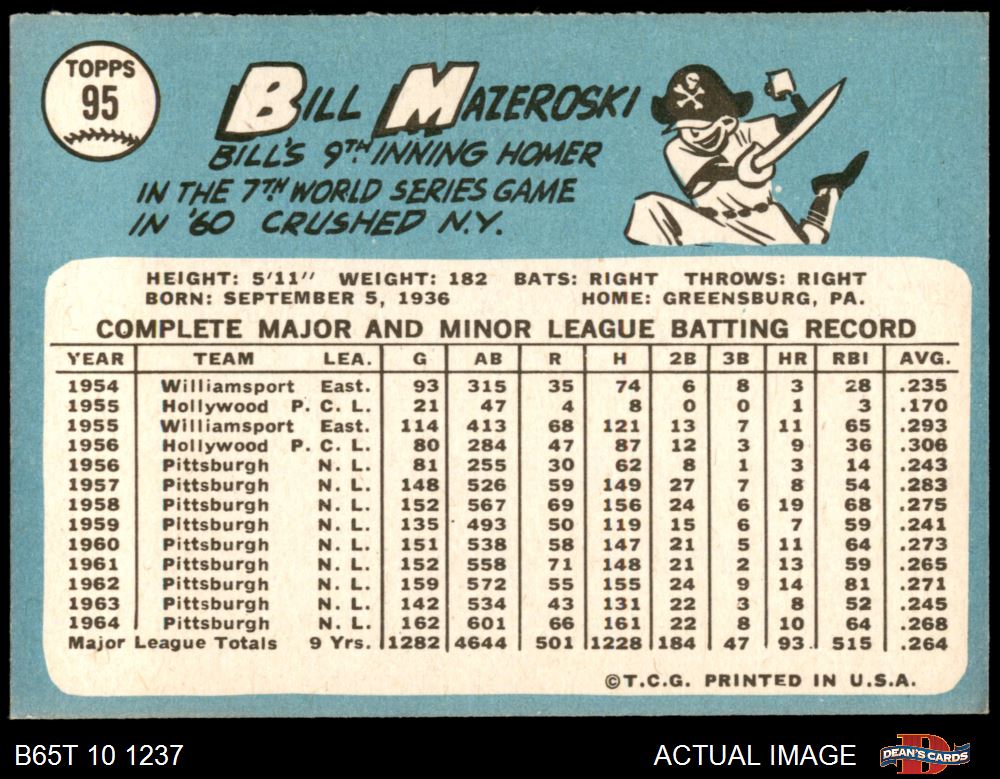 TOPPS
95
BILL MAZEROSKI
BILL'S 9TH INNING HOMER
IN THE 7TH WORLD SERIES GAME
IN '60 CRUSHED N.Y.
HEIGHT: 5'11" WEIGHT: 182 BATS: RIGHT THROWS: RIGHT
BORN: SEPTEMBER 5, 1936 HOME: GREENSBURG, PA.
COMPLETE MAJOR AND MINOR LEAGUE BATTING RECORD
YEAR TEAM LEA. G AB R H 2B 3B HR RBI AVG.
1954 Williamsport East. 93 315 35 74 6 8 3 28 .235
1955 Hollywood P. C. L. 21 47 4 8 0 0 1 3 .170
1955 Williamsport East. 114 413 68 121 13 7 11 65 .293
1956 Hollywood P. C. L. 80 284 47 87 12 3 9 36 .306
1956 Pittsburgh N. L. 81 255 30 62 8 1 3 14 .243
1957 Pittsburgh N. L. 148 526 59 149 27 7 8 54 .283
1958 Pittsburgh N. L. 152 567 69 156 24 6 19 68 .275
1959 Pittsburgh N. L. 135 493 50 119 15 6 7 59 .241
1960 Pittsburgh N. L. 151 538 58 147 21 5 11 64 .273
1961 Pittsburgh N. L. 152 558 71 148 21 2 13 59 .265
1962 Pittsburgh N. L. 159 572 55 155 24 9 14 81 .271
1963 Pittsburgh N. L. 142 534 43 131 22 3 8 52 .245
1964 Pittsburgh N. L. 162 601 66 161 22 8 10 64 .268
Major League Totals 9 Yrs. 1282 4644 501 1228 184 47 93 515 .264
©T.C.G. PRINTED IN U.S.A.
B65T 10 1237 ACTUAL IMAGE D DEAN'S CARDS